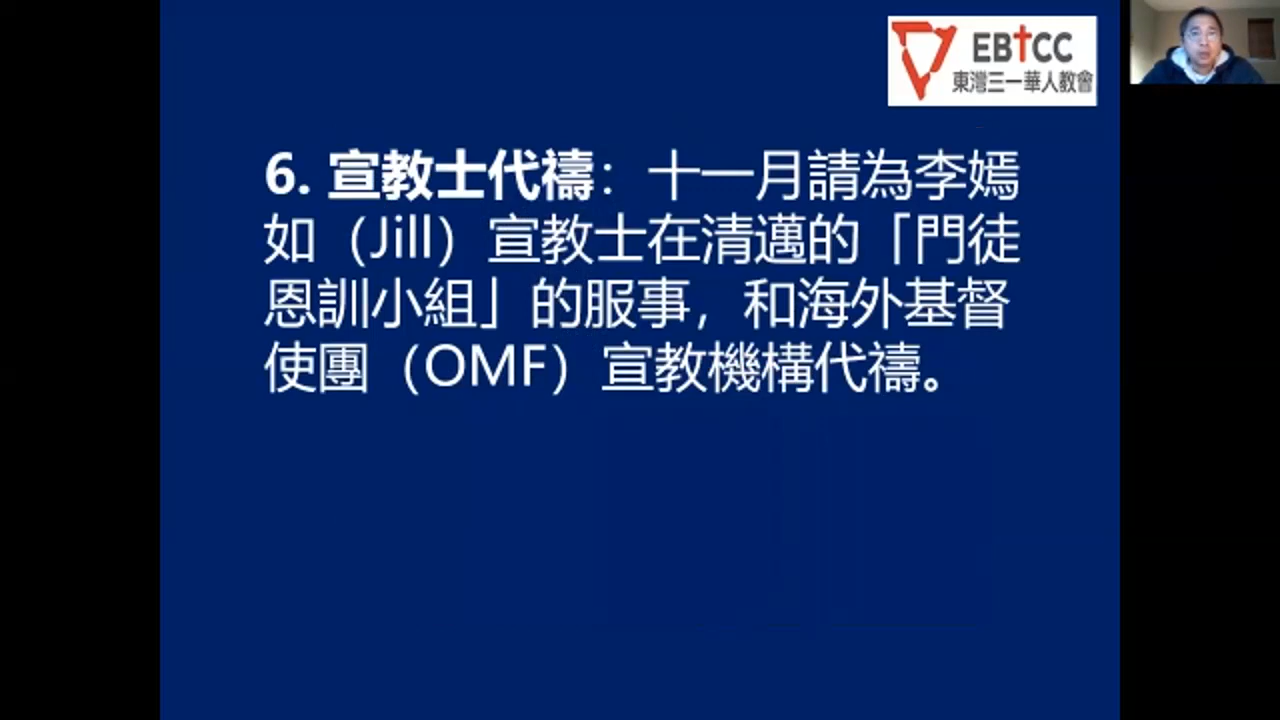 EB†CC
東灣三一華人教會
6. 宣教士代禱：十一月請為李嫣
如（Jill）宣教士在清邁的「門徒
恩訓小組」的服事，和海外基督
使團（OMF）宣教機構代禱。